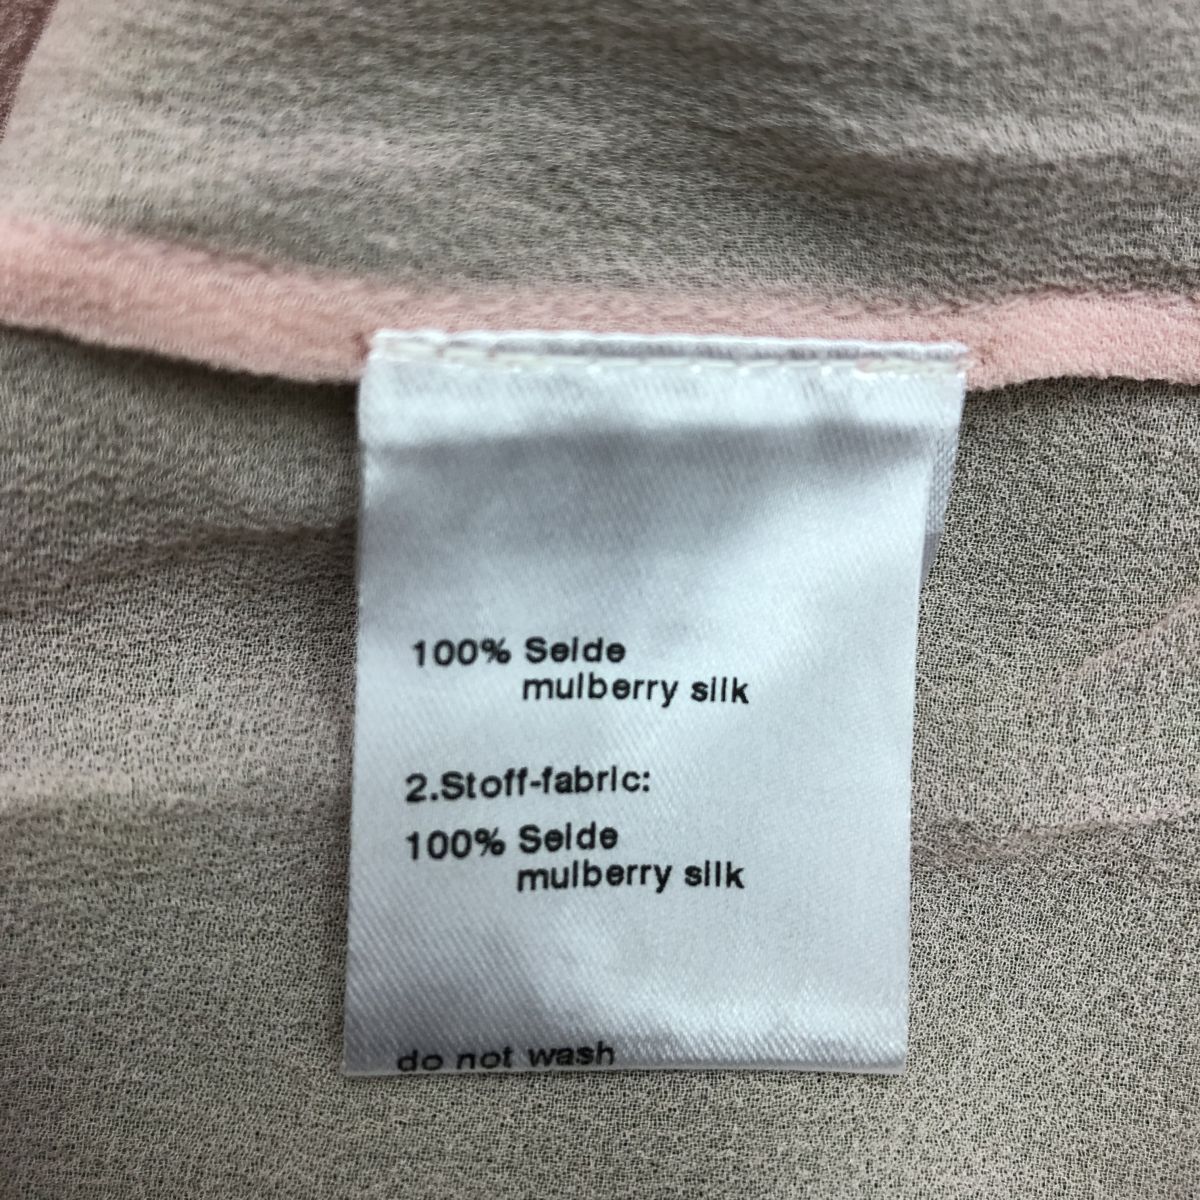 100% Seide
mulberry silk
2.Stoff-fabric:
100% Seide
mulberry silk
do not wash